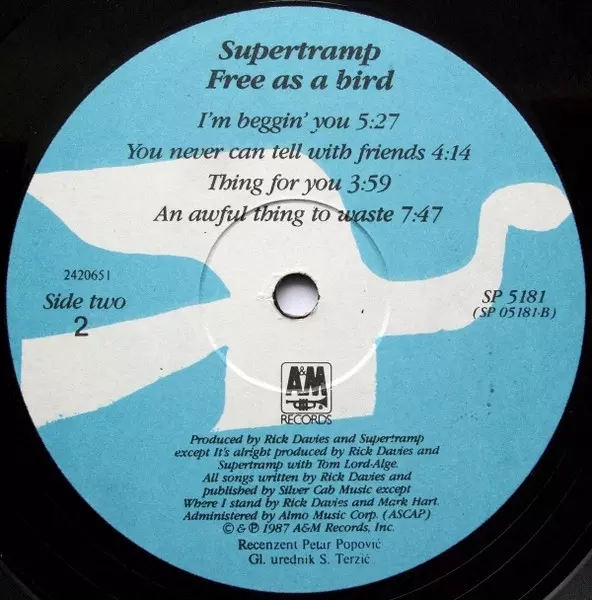 Supertramp
Free as a bird
I'm beggin' you 5:27
You never can tell with friends 4:14
Thing for you 3:59
An awful thing to waste 7:47
2420651
Side two
2
SP 5181
(SP 05181-B)
A&M
RECORDS
Produced by Rick Davies and Supertramp
except It's alright produced by Rick Davies and
Supertramp with Tom Lord-Alge.
All songs written by Rick Davies and
published by Silver Cab Music except
Where I stand by Rick Davies and Mark Hart.
Administered by Almo Music Corp. (ASCAP)
© & ℗ 1987 A&M Records, Inc.
Recenzent Petar Popović
Gl. urednik S. Terzić